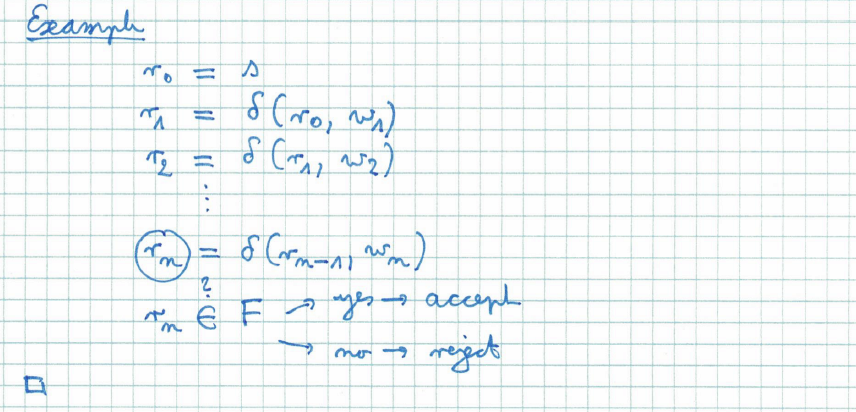 Example
r₀ = s
r₁ = δ(r₀, w₁)
r₂ = δ(r₁, w₂)
⋮
rₙ = δ(rₙ₋₁, wₙ)
?
rₙ ∈ F → yes → accept
→ no → reject
□